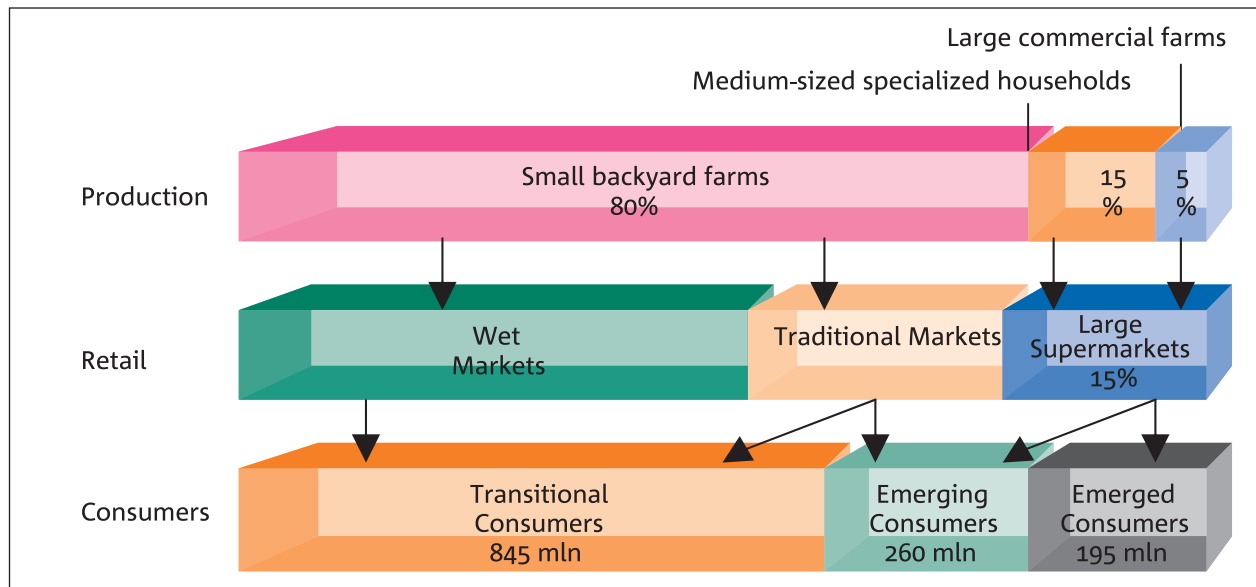 Large commercial farms
Medium-sized specialized households
Production
Small backyard farms
80%
15
%
5
%
Retail
Wet
Markets
Traditional Markets
Large
Supermarkets
15%
Consumers
Transitional
Consumers
845 mln
Emerging
Consumers
260 mln
Emerged
Consumers
195 mln